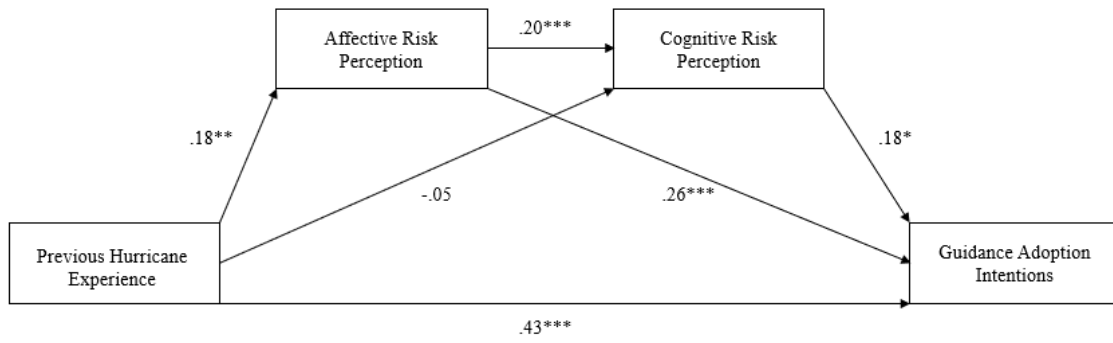 Affective Risk
Perception
.20***
Cognitive Risk
Perception
.18**
.18*
-.05
.26***
Previous Hurricane
Experience
Guidance Adoption
Intentions
.43***